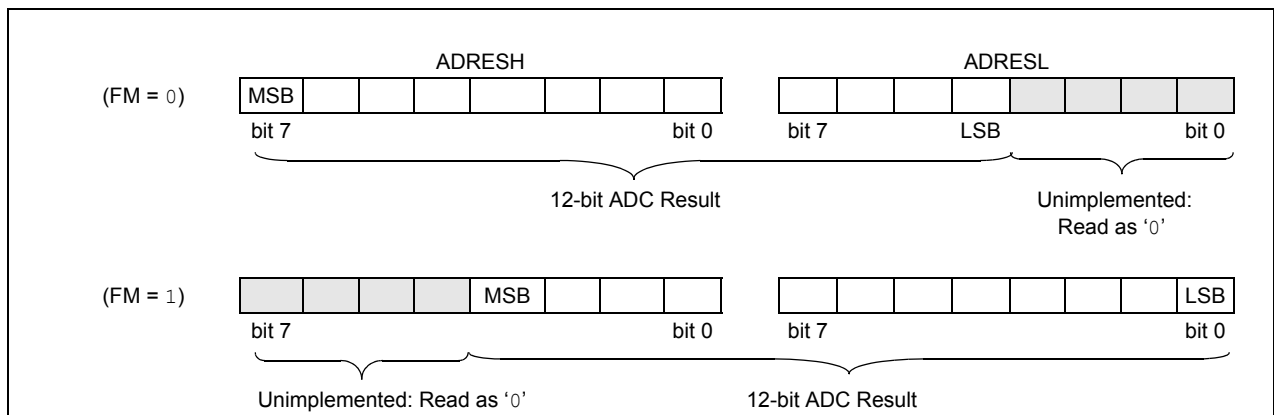 ADRESH ADRESL
(FM = 0) MSB
bit 7 bit 0 bit 7 LSB bit 0
12-bit ADC Result Unimplemented:
Read as ‘0’
(FM = 1) MSB LSB
bit 7 bit 0 bit 7 bit 0
Unimplemented: Read as ‘0’ 12-bit ADC Result